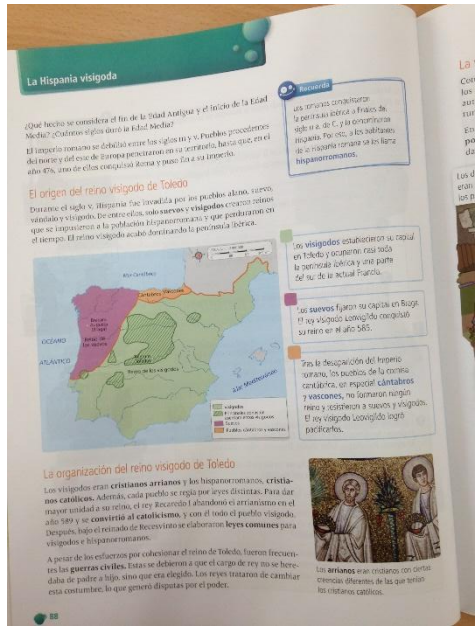 La Hispania visigoda
¿Qué hecho se considera el fin de la Edad Antigua y el inicio de la Edad
Media? ¿Cuántos siglos duró la Edad Media?
El Imperio romano se debilitó entre los siglos III y V. Pueblos procedentes
del norte y del este de Europa penetraron en su territorio, hasta que, en el
año 476, uno de ellos conquistó Roma y puso fin a su Imperio.
Recuerda
Los romanos conquistaron
la península ibérica a finales del
siglo I a. de C. y la denominaron
Hispania. Por eso, a los habitantes
de la Hispania romana se les llama
hispanorromanos.
El origen del reino visigodo de Toledo
Durante el siglo V, Hispania fue invadida por los pueblos alano, suevo,
vándalo y visigodo. De entre ellos, solo suevos y visigodos crearon reinos
que se impusieron a la población hispanorromana y que perduraron en
el tiempo. El reino visigodo acabó dominando la península ibérica.
Mar Cantábrico
OCÉANO
ATLÁNTICO
Mar Mediterráneo
Reino de los visigodos
Visigodos
Suevos
Pueblos cántabros y vascones
Los visigodos establecieron su capital
en Toledo y ocuparon casi toda
la península ibérica y una parte
del sur de la actual Francia.
Los suevos fijaron su capital en Braga.
El rey visigodo Leovigildo conquistó
su reino en el año 585.
Tras la desaparición del Imperio
romano, los pueblos de la cornisa
cantábrica, en especial cántabros
y vascones, no formaron ningún
reino y resistieron a suevos y visigodos.
El rey visigodo Leovigildo logró
pacificarlos.
La organización del reino visigodo de Toledo
Los visigodos eran cristianos arrianos y los hispanorromanos, cristia-
nos católicos. Además, cada pueblo se regía por leyes distintas. Para dar
mayor unidad a su reino, el rey Recaredo I abandonó el arrianismo en el
año 589 y se convirtió al catolicismo, y con él todo el pueblo visigodo.
Después, bajo el reinado de Recesvinto se elaboraron leyes comunes para
visigodos e hispanorromanos.
A pesar de los esfuerzos por cohesionar el reino de Toledo, fueron frecuen-
tes las guerras civiles. Estas se debieron a que el cargo de rey no se here-
daba de padre a hijo, sino que era elegido. Los reyes trataron de cambiar
esta costumbre, lo que generó disputas por el poder.
Los arrianos eran cristianos con ciertas
creencias diferentes de las que tenían
los cristianos católicos.
88